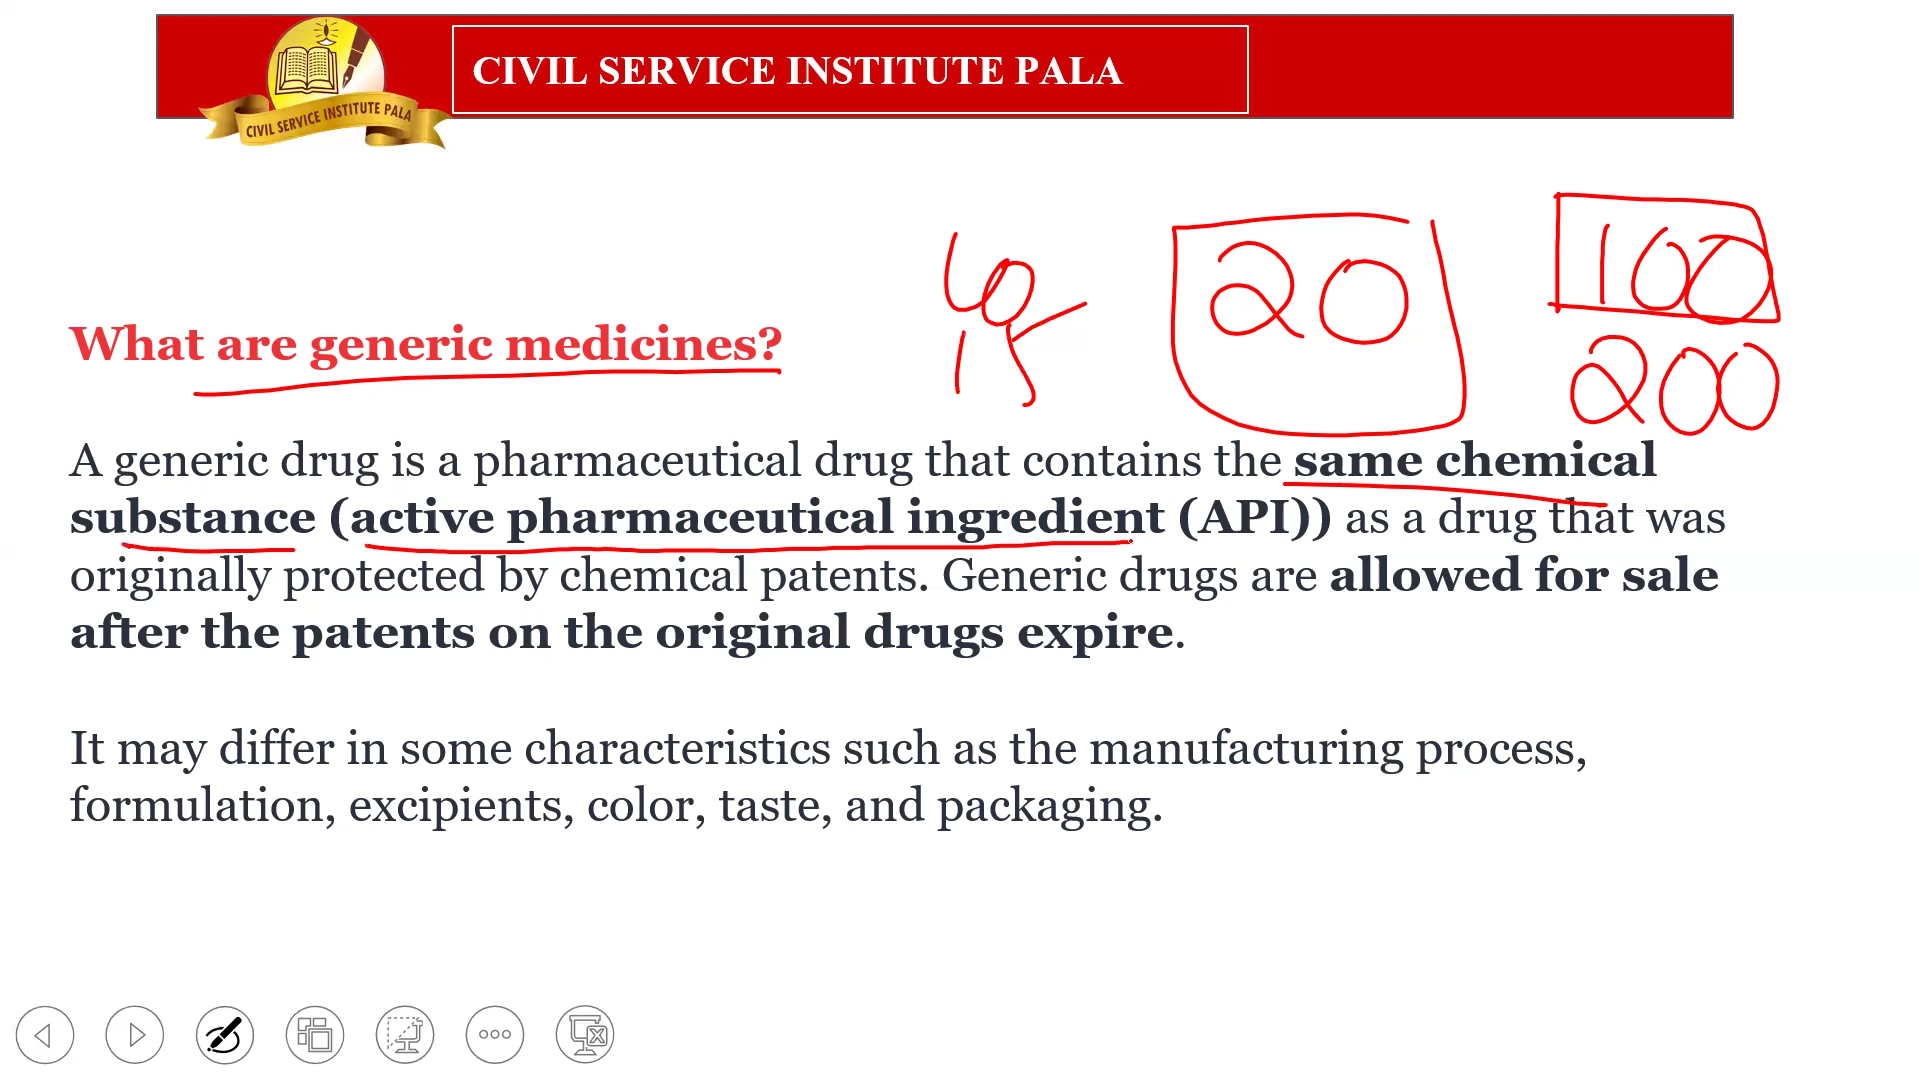 CIVIL SERVICE INSTITUTE PALA
CIVIL SERVICE INSTITUTE PALA
100
20
200
15
What are generic medicines?
A generic drug is a pharmaceutical drug that contains the same chemical
substance (active pharmaceutical ingredient (API)) as a drug that was
originally protected by chemical patents. Generic drugs are allowed for sale
after the patents on the original drugs expire.
It may differ in some characteristics such as the manufacturing process,
formulation, excipients, color, taste, and packaging.